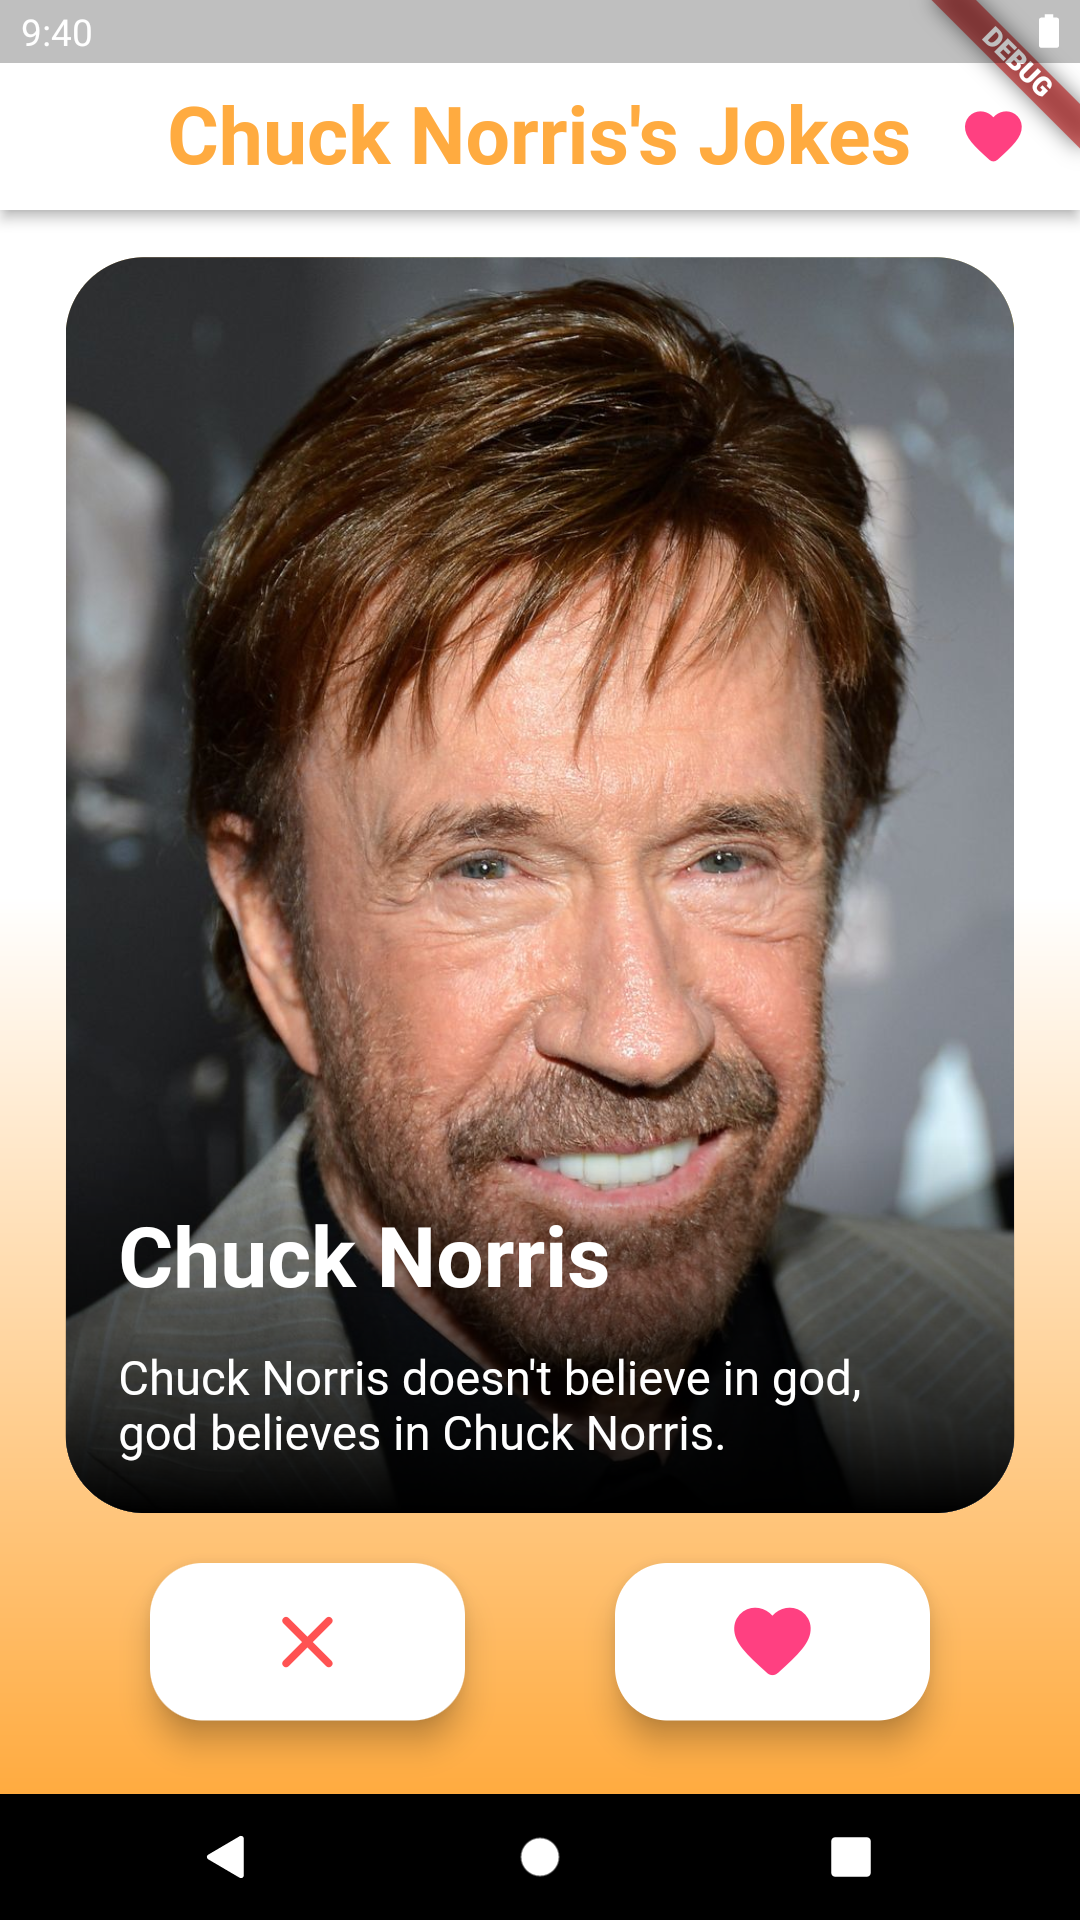 9:40
DEBUG
Chuck Norris's Jokes
Chuck Norris
Chuck Norris doesn't believe in god,
god believes in Chuck Norris.